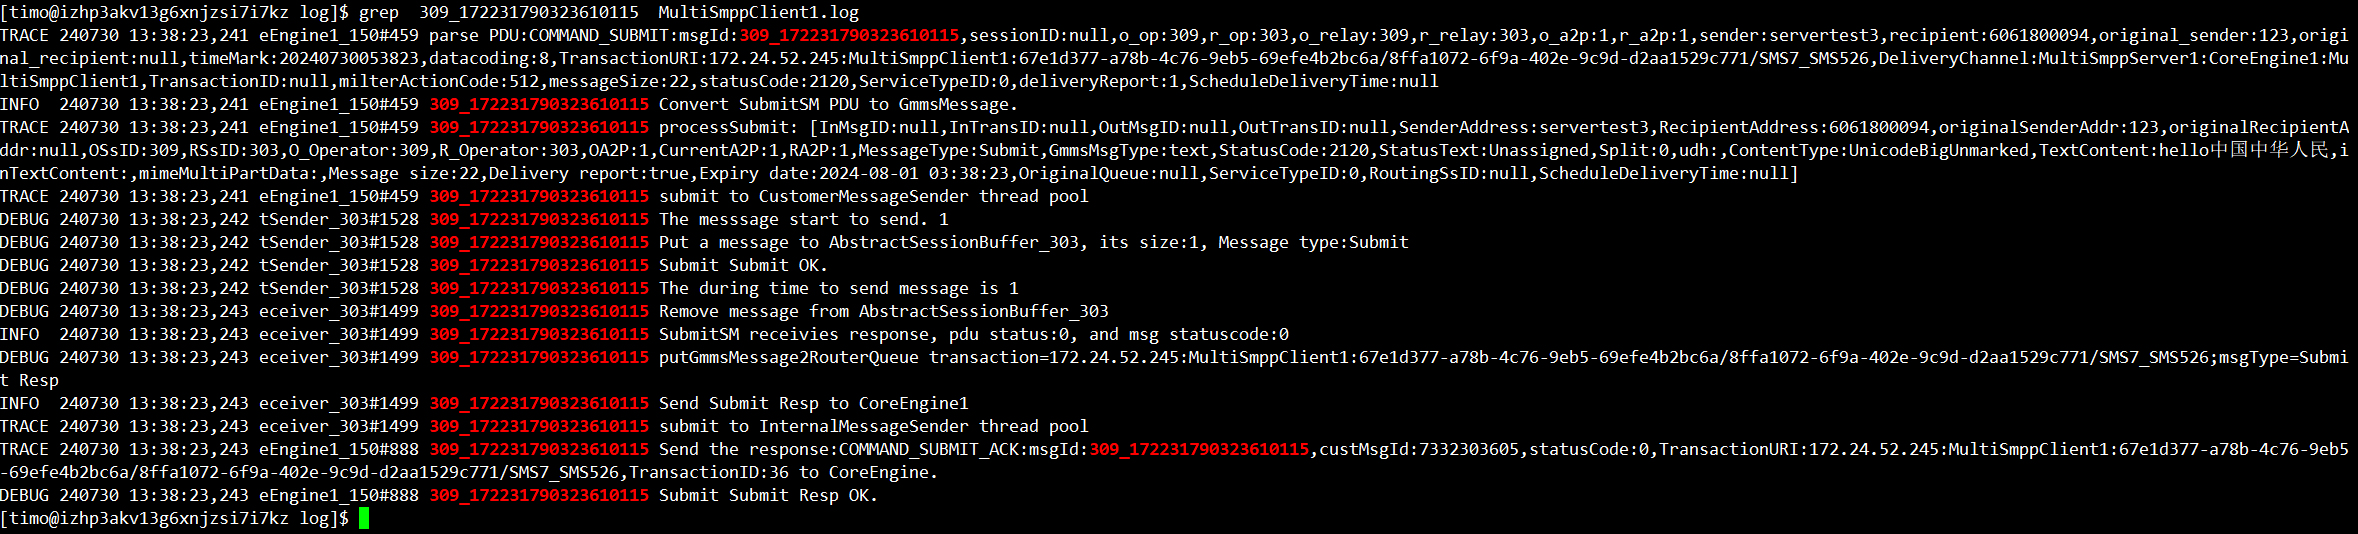 [timo@izhp3akv13g6xnjzsi7i7kz log]$ grep  309_172231790323610115  MultiSmppClient1.log
TRACE 240730 13:38:23,241 eEngine1_150#459 parse PDU:COMMAND_SUBMIT:msgId:309_172231790323610115,sessionID:null,o_op:309,r_op:303,o_relay:309,r_relay:303,o_a2p:1,r_a2p:1,sender:servertest3,recipient:6061800094,original_sender:123,origi
nal_recipient:null,timeMark:20240730053823,datacoding:8,TransactionURI:172.24.52.245:MultiSmppClient1:67e1d377-a78b-4c76-9eb5-69efe4b2bc6a/8ffa1072-6f9a-402e-9c9d-d2aa1529c771/SMS7_SMS526,DeliveryChannel:MultiSmppServer1:CoreEngine1:Mu
ltiSmppClient1,TransactionID:null,milterActionCode:512,messageSize:22,statusCode:2120,ServiceTypeID:0,deliveryReport:1,ScheduleDeliveryTime:null
INFO  240730 13:38:23,241 eEngine1_150#459 309_172231790323610115 Convert SubmitSM PDU to GmmsMessage.
TRACE 240730 13:38:23,241 eEngine1_150#459 309_172231790323610115 processSubmit: [InMsgID:null,InTransID:null,OutMsgID:null,OutTransID:null,SenderAddress:servertest3,RecipientAddress:6061800094,originalSenderAddr:123,originalRecipientA
ddr:null,OSsID:309,RSsID:303,O_Operator:309,R_Operator:303,OA2P:1,CurrentA2P:1,RA2P:1,MessageType:Submit,GmmsMsgType:text,StatusCode:2120,StatusText:Unassigned,Split:0,udh:,ContentType:UnicodeBigUnmarked,TextContent:hello中国中华人民,i
nTextContent:,mimeMultiPartData:,Message size:22,Delivery report:true,Expiry date:2024-08-01 03:38:23,OriginalQueue:null,ServiceTypeID:0,RoutingSsID:null,ScheduleDeliveryTime:null]
TRACE 240730 13:38:23,241 eEngine1_150#459 309_172231790323610115 submit to CustomerMessageSender thread pool
DEBUG 240730 13:38:23,242 tSender_303#1528 309_172231790323610115 The messsage start to send. 1
DEBUG 240730 13:38:23,242 tSender_303#1528 309_172231790323610115 Put a message to AbstractSessionBuffer_303, its size:1, Message type:Submit
DEBUG 240730 13:38:23,242 tSender_303#1528 309_172231790323610115 Submit Submit OK.
DEBUG 240730 13:38:23,242 tSender_303#1528 309_172231790323610115 The during time to send message is 1
DEBUG 240730 13:38:23,243 eceiver_303#1499 309_172231790323610115 Remove message from AbstractSessionBuffer_303
INFO  240730 13:38:23,243 eceiver_303#1499 309_172231790323610115 SubmitSM receivies response, pdu status:0, and msg statuscode:0
DEBUG 240730 13:38:23,243 eceiver_303#1499 309_172231790323610115 putGmmsMessage2RouterQueue transaction=172.24.52.245:MultiSmppClient1:67e1d377-a78b-4c76-9eb5-69efe4b2bc6a/8ffa1072-6f9a-402e-9c9d-d2aa1529c771/SMS7_SMS526;msgType=Submi
t Resp
INFO  240730 13:38:23,243 eceiver_303#1499 309_172231790323610115 Send Submit Resp to CoreEngine1
TRACE 240730 13:38:23,243 eceiver_303#1499 309_172231790323610115 submit to InternalMessageSender thread pool
TRACE 240730 13:38:23,243 eEngine1_150#888 309_172231790323610115 Send the response:COMMAND_SUBMIT_ACK:msgId:309_172231790323610115,custMsgId:7332303605,statusCode:0,TransactionURI:172.24.52.245:MultiSmppClient1:67e1d377-a78b-4c76-9eb5
-69efe4b2bc6a/8ffa1072-6f9a-402e-9c9d-d2aa1529c771/SMS7_SMS526,TransactionID:36 to CoreEngine.
DEBUG 240730 13:38:23,243 eEngine1_150#888 309_172231790323610115 Submit Submit Resp OK.
[timo@izhp3akv13g6xnjzsi7i7kz log]$